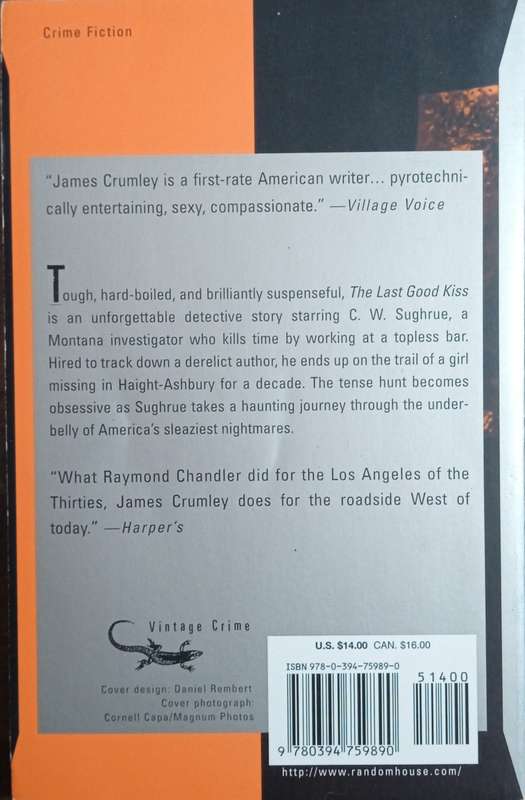 Crime Fiction
“James Crumley is a first-rate American writer... pyrotechni-
cally entertaining, sexy, compassionate.” —Village Voice
Tough, hard-boiled, and brilliantly suspenseful, The Last Good Kiss
is an unforgettable detective story starring C. W. Sughrue, a
Montana investigator who kills time by working at a topless bar.
Hired to track down a derelict author, he ends up on the trail of a girl
missing in Haight-Ashbury for a decade. The tense hunt becomes
obsessive as Sughrue takes a haunting journey through the under-
belly of America’s sleaziest nightmares.
“What Raymond Chandler did for the Los Angeles of the
Thirties, James Crumley does for the roadside West of
today.” —Harper’s
Vintage Crime
Cover design: Daniel Rembert
Cover photograph:
Cornell Capa/Magnum Photos
U.S. $14.00 CAN. $16.00
ISBN 978-0-394-75989-0
51400
9 780394 759890
http://www.randomhouse.com/